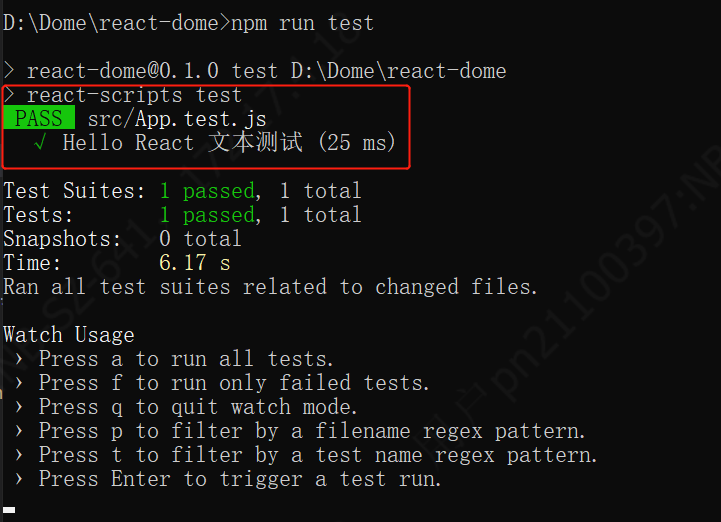 D:\Dome\react-dome>npm run test
> react-dome@0.1.0 test D:\Dome\react-dome
> react-scripts test
PASS src/App.test.js
√ Hello React 文本测试 (25 ms)
Test Suites: 1 passed, 1 total
Tests: 1 passed, 1 total
Snapshots: 0 total
Time: 6.17 s
Ran all test suites related to changed files.
Watch Usage
› Press a to run all tests.
› Press f to run only failed tests.
› Press q to quit watch mode.
› Press p to filter by a filename regex pattern.
› Press t to filter by a test name regex pattern.
› Press Enter to trigger a test run.